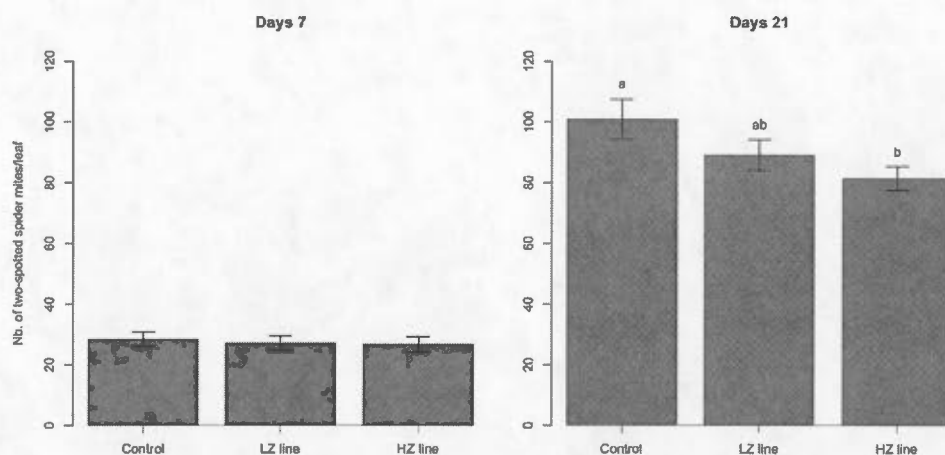 Days 7
Nb. of two-spotted spider mites/leaf
120
100
80
60
40
20
0
Control
LZ line
HZ line
Days 21
120
100
80
60
40
20
0
a
ab
b
Control
LZ line
HZ line